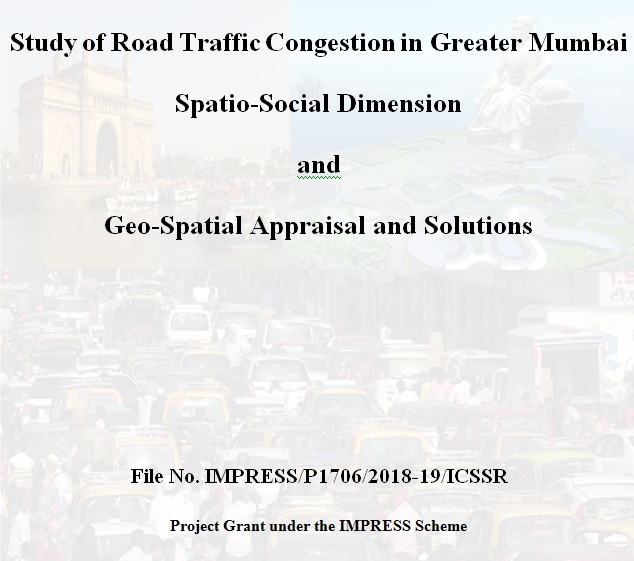 Study of Road Traffic Congestion in Greater Mumbai
Spatio-Social Dimension
and
Geo-Spatial Appraisal and Solutions
File No. IMPRESS/P1706/2018-19/ICSSR
Project Grant under the IMPRESS Scheme